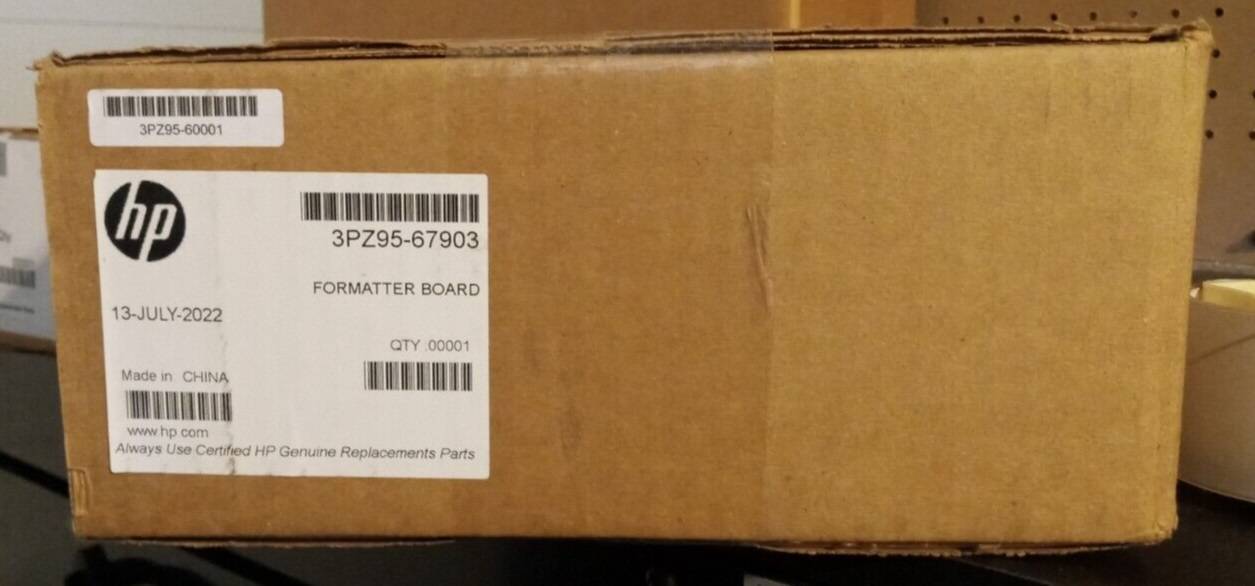 3PZ95-60001
hp
3PZ95-67903
FORMATTER BOARD
13-JULY-2022
QTY .00001
Made in CHINA
www.hp.com
Always Use Certified HP Genuine Replacements Parts